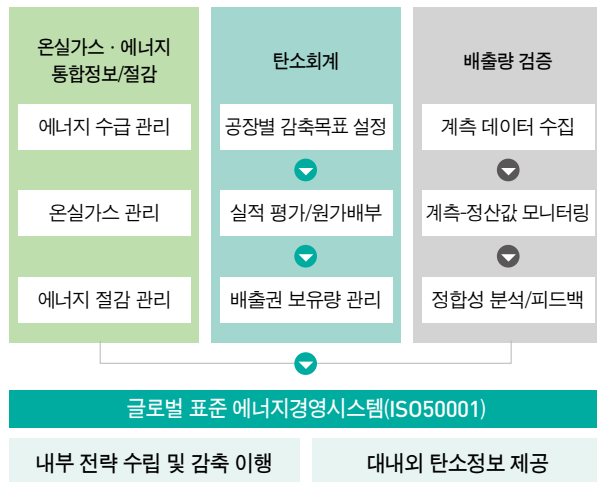 온실가스 · 에너지
통합정보/절감
에너지 수급 관리
온실가스 관리
에너지 절감 관리
탄소회계
공장별 감축목표 설정
실적 평가/원가배부
배출권 보유량 관리
배출량 검증
계측 데이터 수집
계측-정산값 모니터링
정합성 분석/피드백
글로벌 표준 에너지경영시스템(ISO50001)
내부 전략 수립 및 감축 이행
대내외 탄소정보 제공